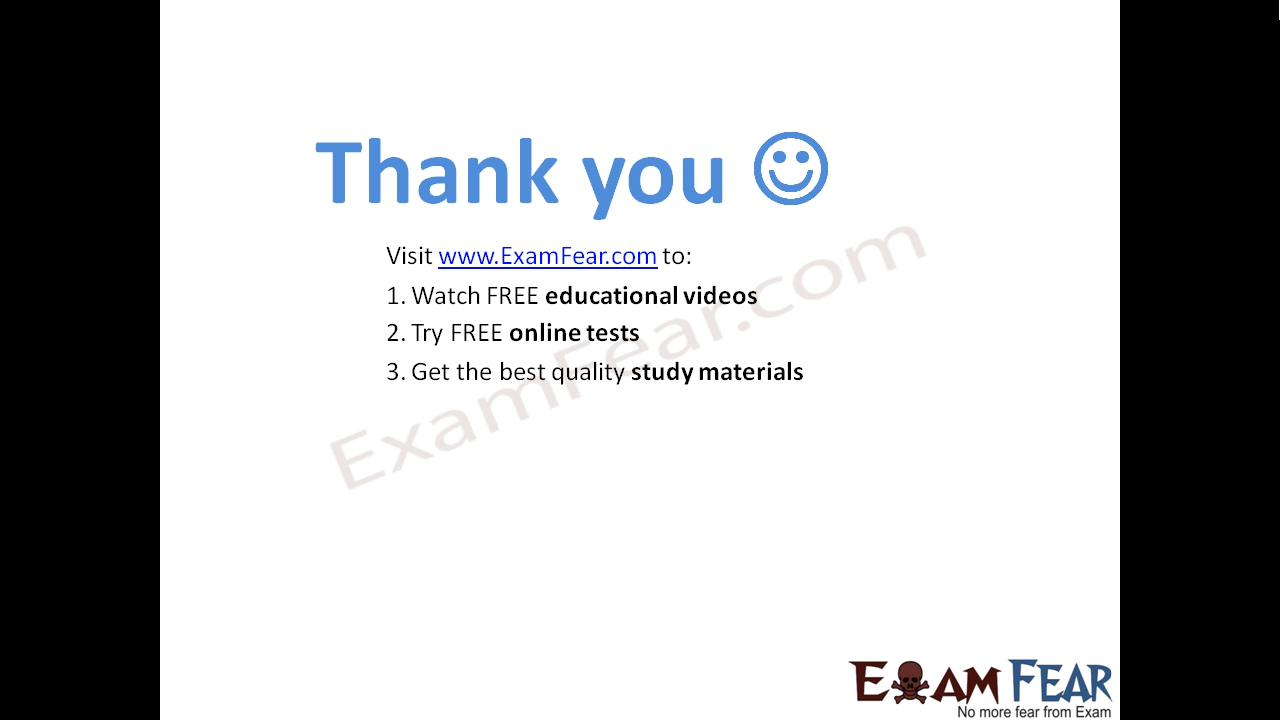 Thank you ☺
Visit www.ExamFear.com to:
1. Watch FREE educational videos
2. Try FREE online tests
3. Get the best quality study materials
ExamFear.com
EXAM FEAR
No more fear from Exam